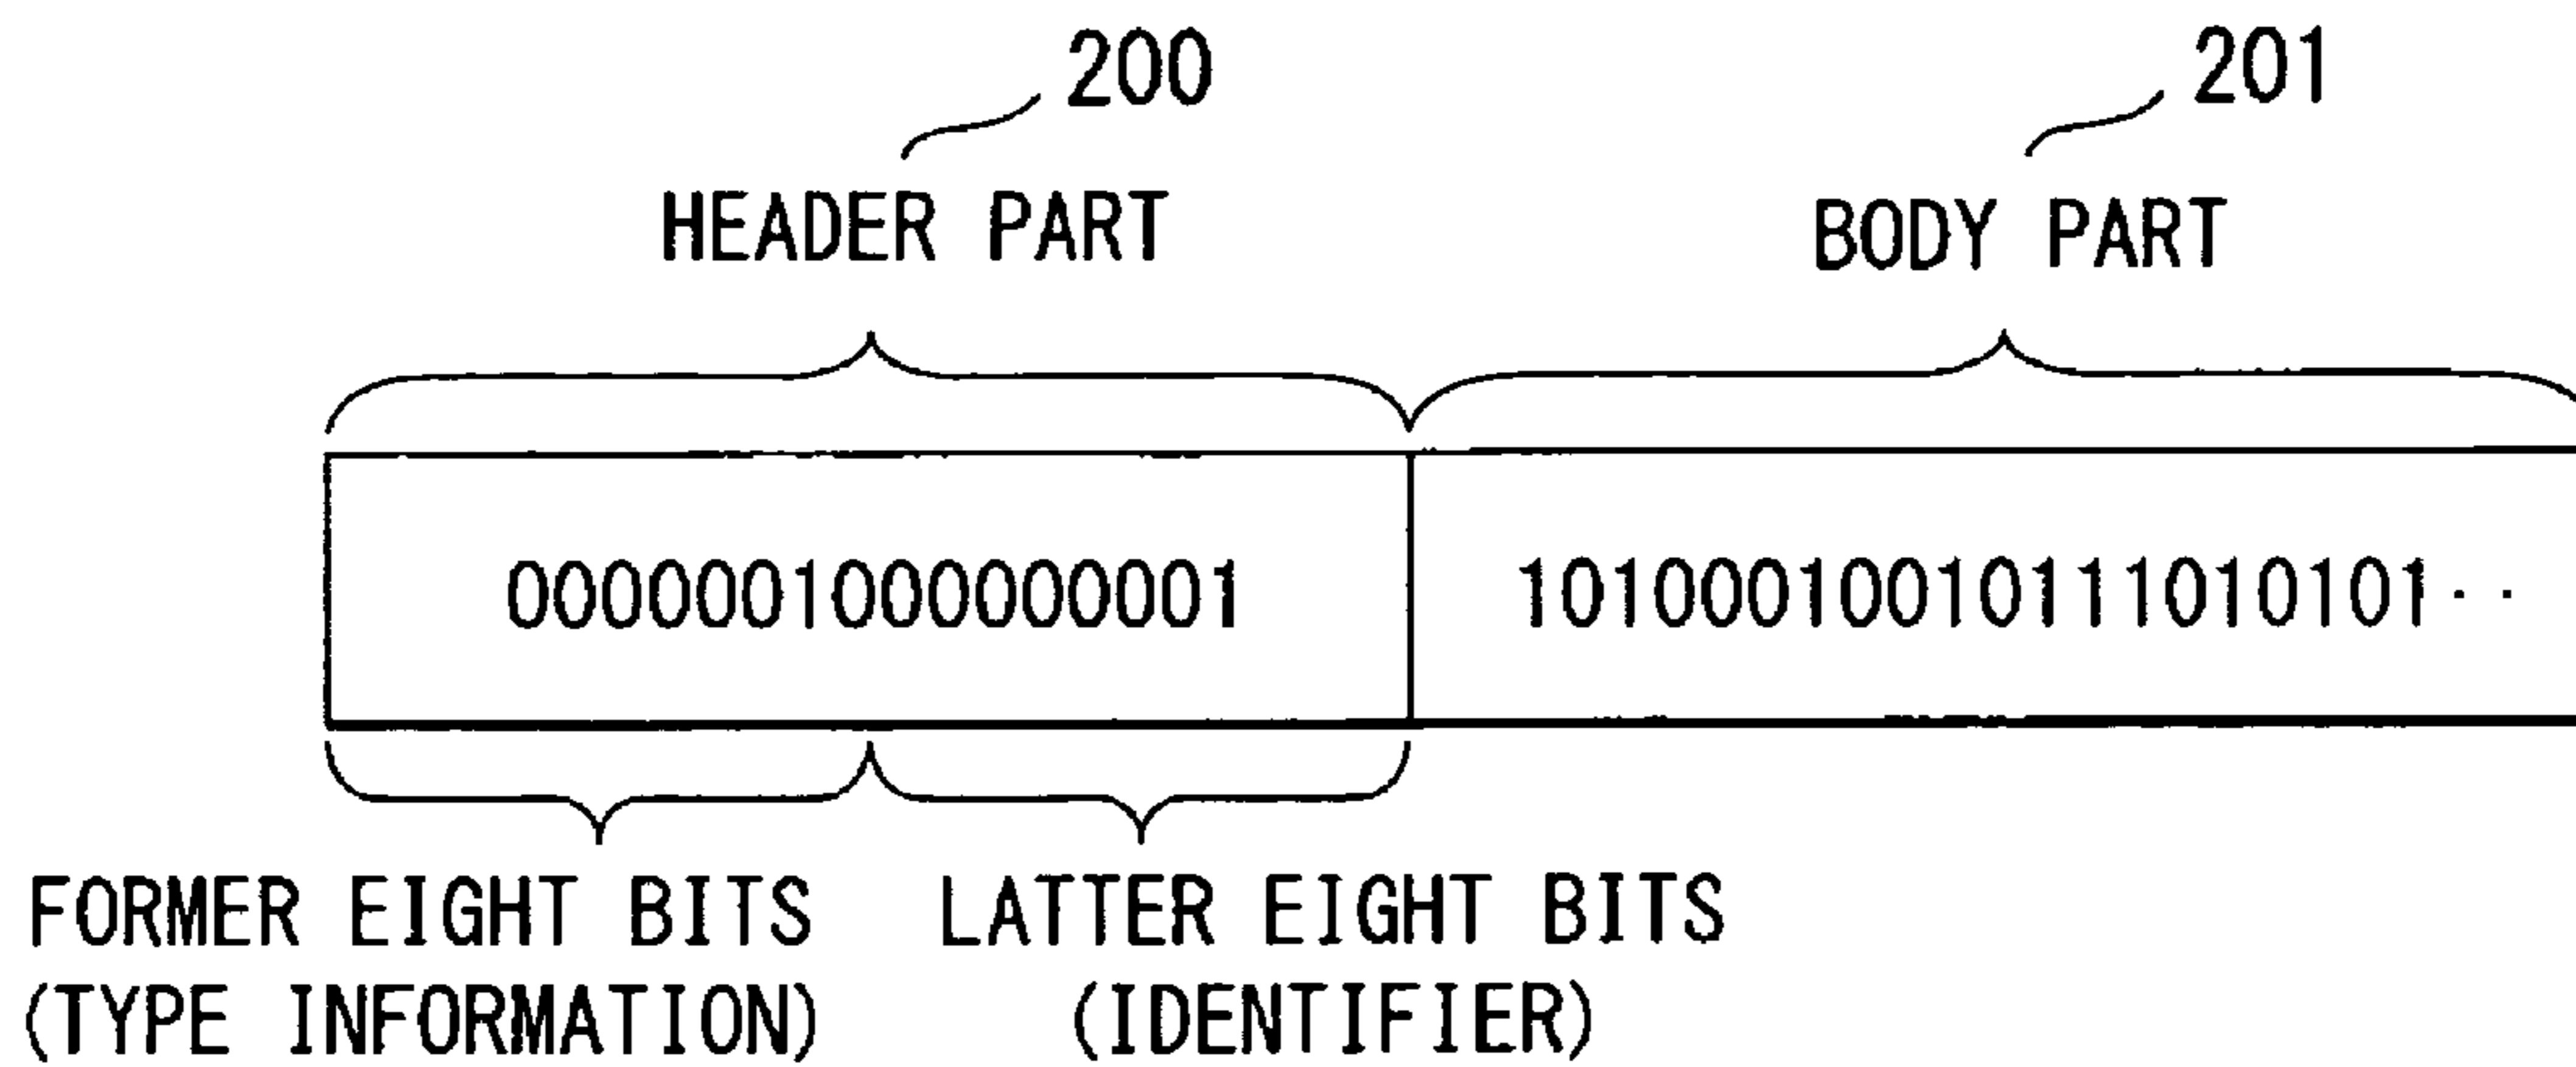 200
201
HEADER PART
BODY PART
0000001000000001
10100010010111010101··
FORMER EIGHT BITS
(TYPE INFORMATION)
LATTER EIGHT BITS
(IDENTIFIER)